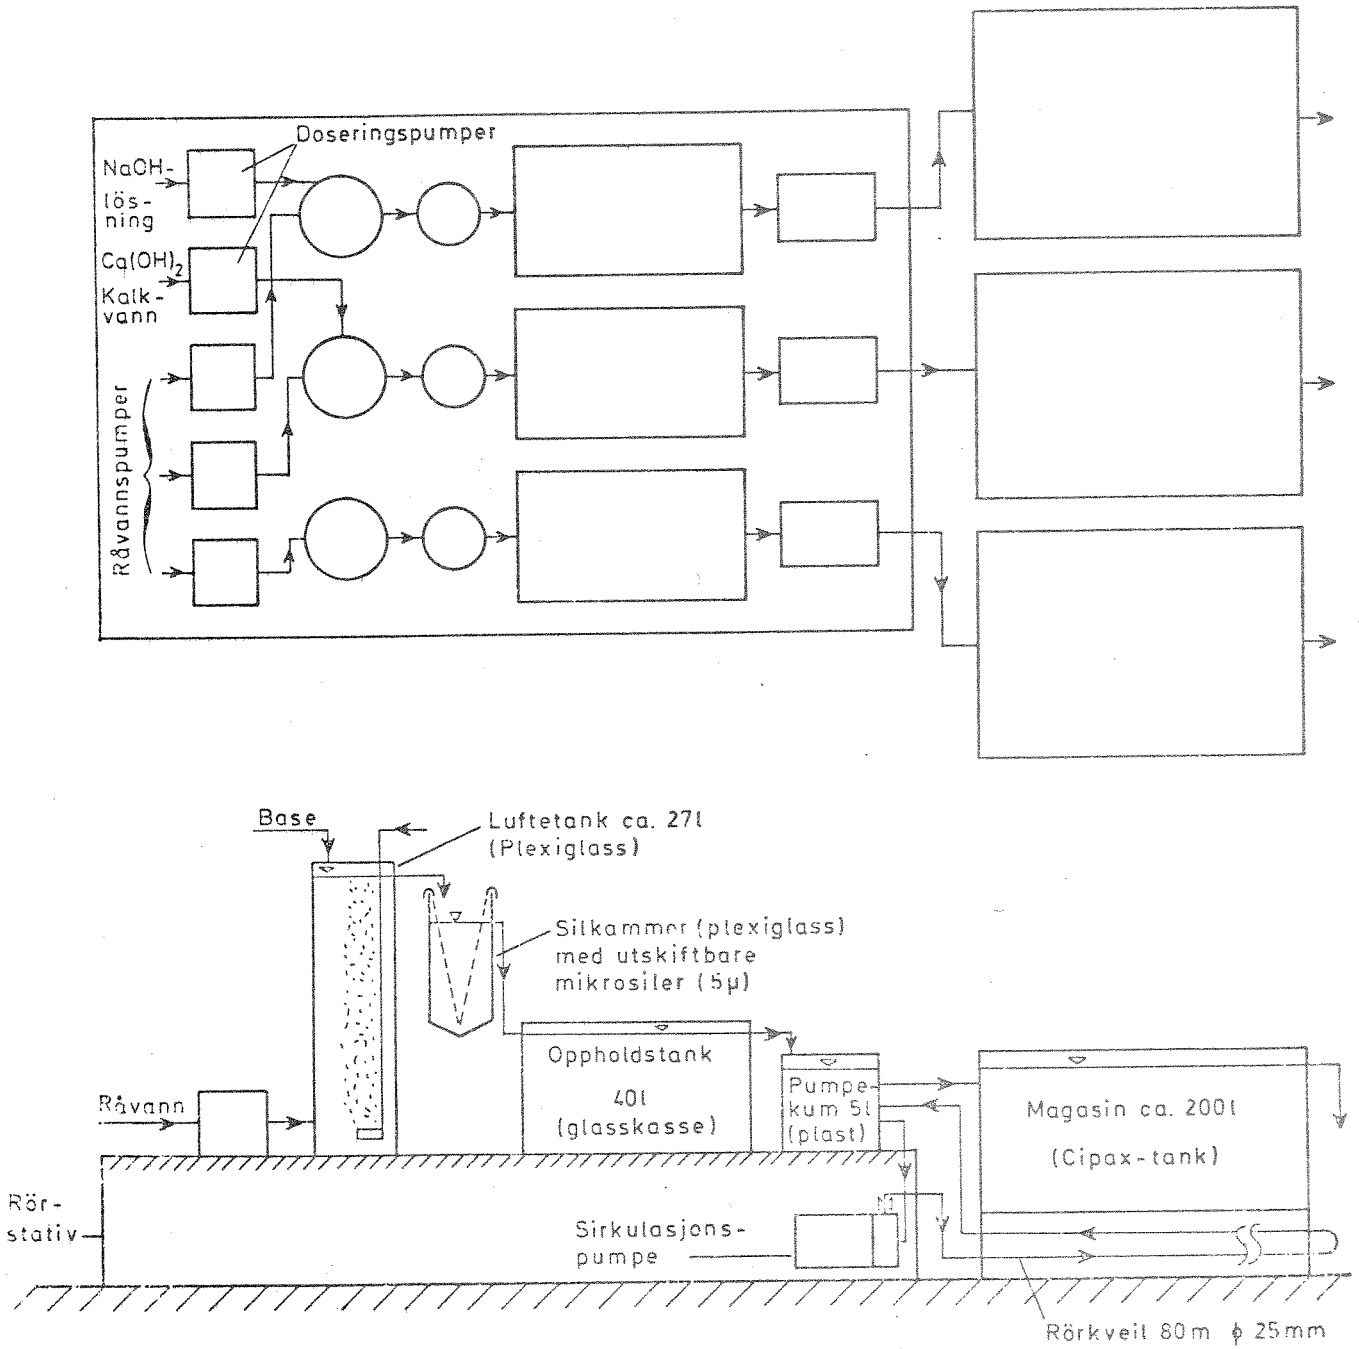 Doseringspumper
NaOH-
lös-
ning
Ca(OH)2
Kalk-
vann
Råvannspumper
Base
Luftetank ca. 27l
(Plexiglass)
Silkammer (plexiglass)
med utskiftbare
mikrosiler (5µ)
Oppholdstank
40l
(glasskasse)
Pumpe-
kum 5l
(plast)
Råvann
Magasin ca. 200l
(Cipax-tank)
Rör-
stativ
Sirkulasjons-
pumpe
Rörkveil 80m ϕ 25mm